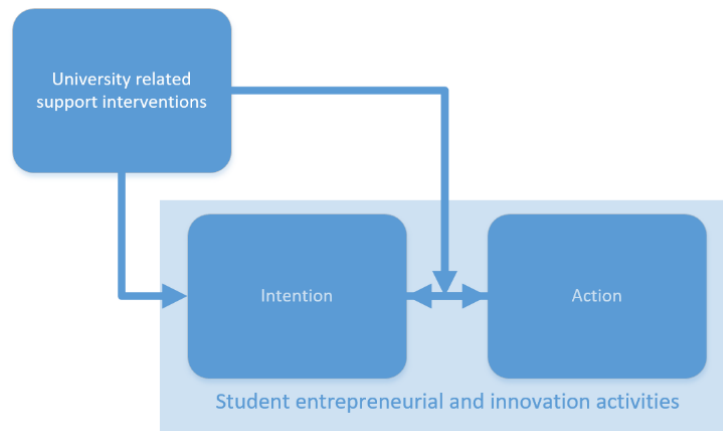 University related
support interventions
Intention
Action
Student entrepreneurial and innovation activities